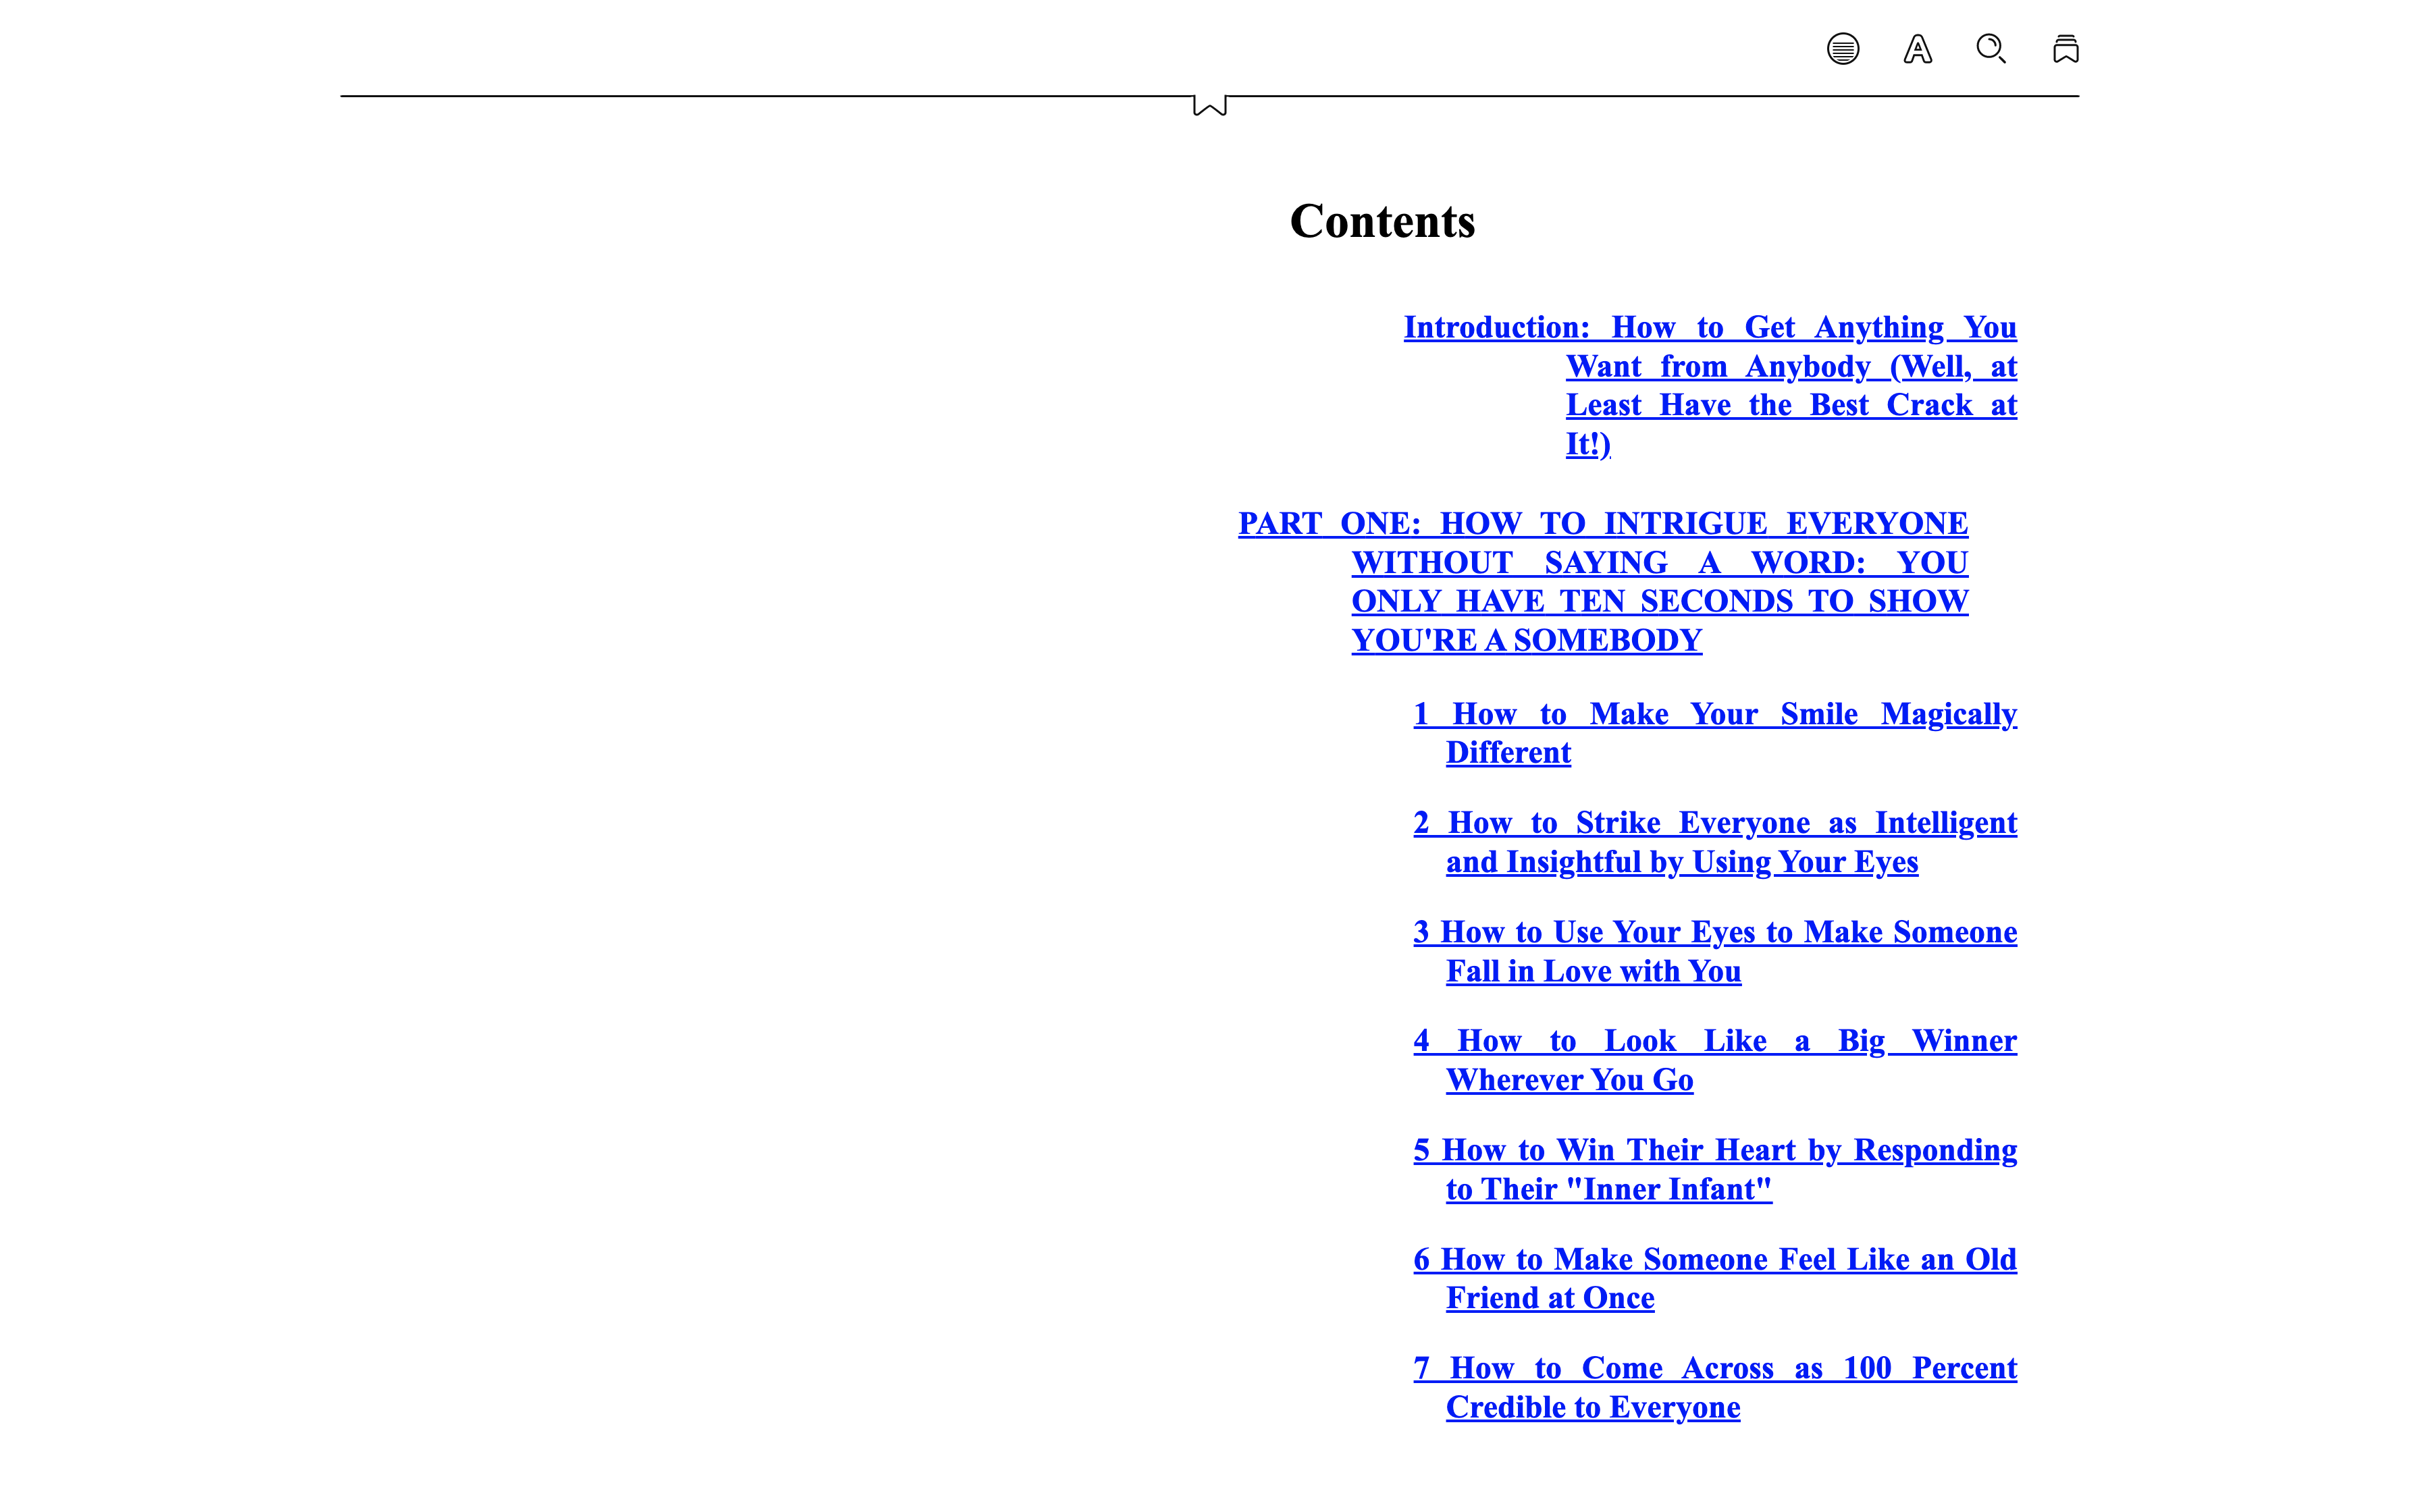 Contents
Introduction: How to Get Anything You
Want from Anybody (Well, at
Least Have the Best Crack at
It!)
PART ONE: HOW TO INTRIGUE EVERYONE
WITHOUT SAYING A WORD: YOU
ONLY HAVE TEN SECONDS TO SHOW
YOU'RE A SOMEBODY
1 How to Make Your Smile Magically
Different
2 How to Strike Everyone as Intelligent
and Insightful by Using Your Eyes
3 How to Use Your Eyes to Make Someone
Fall in Love with You
4 How to Look Like a Big Winner
Wherever You Go
5 How to Win Their Heart by Responding
to Their "Inner Infant"
6 How to Make Someone Feel Like an Old
Friend at Once
7 How to Come Across as 100 Percent
Credible to Everyone